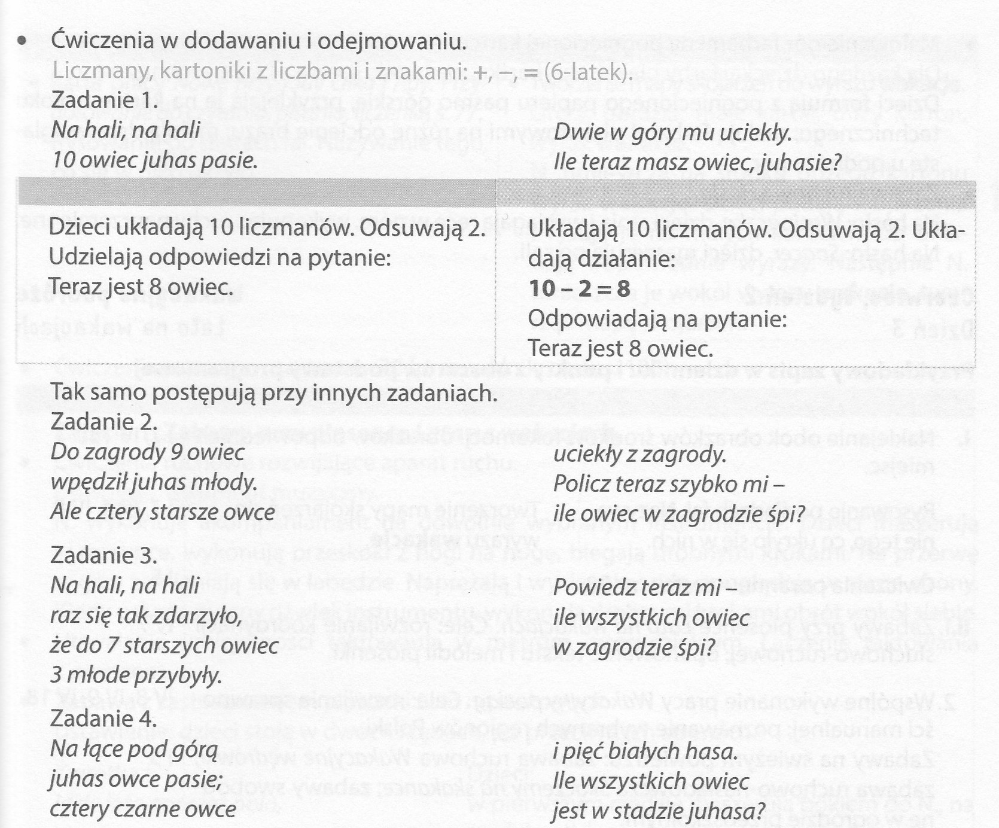 • Ćwiczenia w dodawaniu i odejmowaniu.
Liczmany, kartoniki z liczbami i znakami: +, –, = (6-latek).
Zadanie 1.
Na hali, na hali
10 owiec juhas pasie.
Dwie w góry mu uciekły.
Ile teraz masz owiec, juhasie?
Dzieci układają 10 liczmanów. Odsuwają 2.
Udzielają odpowiedzi na pytanie:
Teraz jest 8 owiec.
Układają 10 liczmanów. Odsuwają 2. Ukła-
dają działanie:
10 – 2 = 8
Odpowiadają na pytanie:
Teraz jest 8 owiec.
Tak samo postępują przy innych zadaniach.
Zadanie 2.
Do zagrody 9 owiec
wpędził juhas młody.
Ale cztery starsze owce
uciekły z zagrody.
Policz teraz szybko mi –
ile owiec w zagrodzie śpi?
Zadanie 3.
Na hali, na hali
raz się tak zdarzyło,
że do 7 starszych owiec
3 młode przybyły.
Powiedz teraz mi –
ile wszystkich owiec
w zagrodzie śpi?
Zadanie 4.
Na łące pod górą
juhas owce pasie;
cztery czarne owce
i pięć białych hasa.
Ile wszystkich owiec
jest w stadzie juhasa?